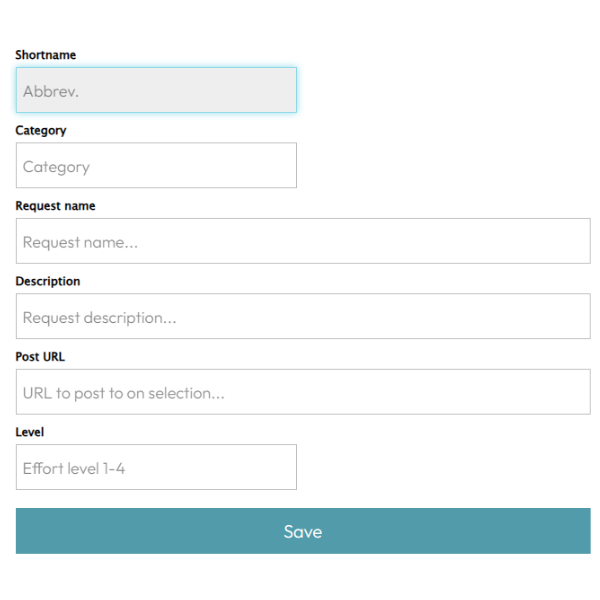 Shortname
Abbrev.
Category
Category
Request name
Request name...
Description
Request description...
Post URL
URL to post to on selection...
Level
Effort level 1-4
Save